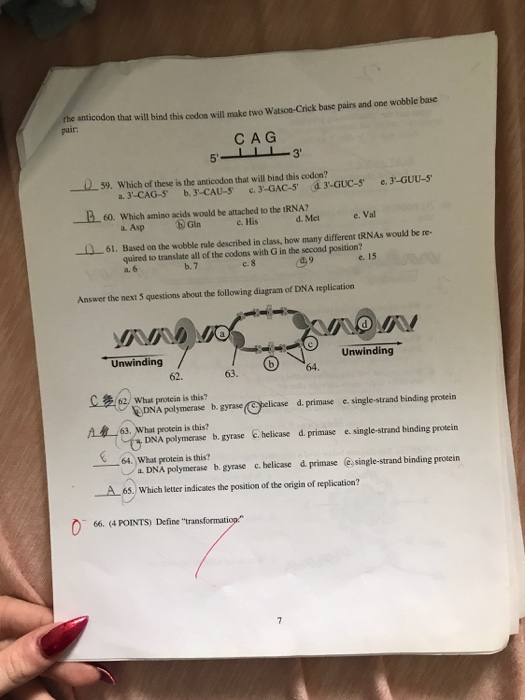 The anticodon that will bind this codon will make two Watson-Crick base pairs and one wobble base
pair:
C A G
5' 3'
D 59. Which of these is the anticodon that will bind this codon?
a. 3'-CAG-5' b. 3'-CAU-5' c. 3'-GAC-5' d. 3'-GUC-5' e. 3'-GUU-5'
B 60. Which amino acids would be attached to the tRNA?
a. Asp b. Gln c. His d. Met e. Val
D 61. Based on the wobble rule described in class, how many different tRNAs would be re-
quired to translate all of the codons with G in the second position?
a. 6 b. 7 c. 8 d. 9 e. 15
Answer the next 5 questions about the following diagram of DNA replication
a d
c
Unwinding 62. 63. b 64. Unwinding
C 62. What protein is this?
a. DNA polymerase b. gyrase c. helicase d. primase e. single-strand binding protein
A 63. What protein is this?
a. DNA polymerase b. gyrase c. helicase d. primase e. single-strand binding protein
E 64. What protein is this?
a. DNA polymerase b. gyrase c. helicase d. primase e. single-strand binding protein
A 65. Which letter indicates the position of the origin of replication?
0 66. (4 POINTS) Define "transformation."
7